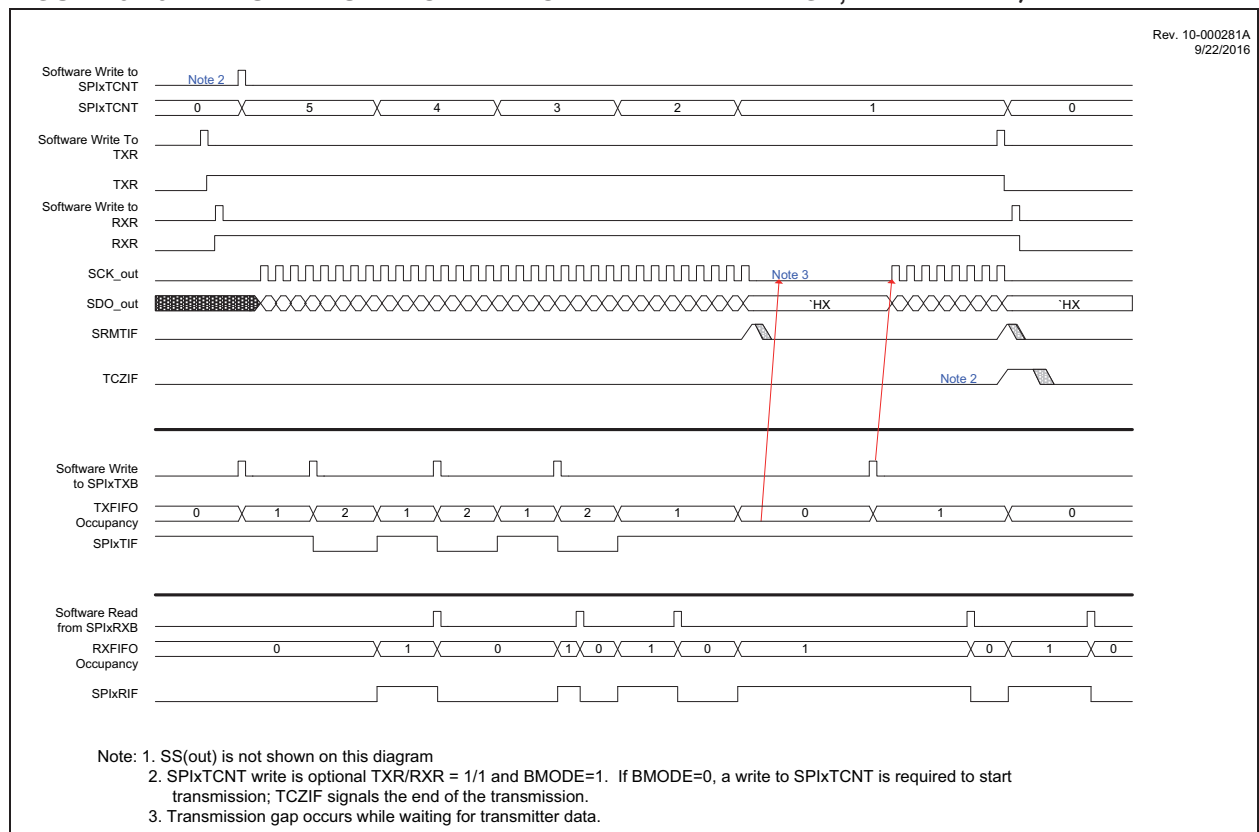 Rev. 10-000281A
9/22/2016
Software Write to
SPIxTCNT
Note 2
SPIxTCNT
0 5 4 3 2 1 0
Software Write To
TXR
TXR
Software Write to
RXR
RXR
SCK_out
Note 3
SDO_out
`HX `HX
SRMTIF
TCZIF
Note 2
Software Write
to SPIxTXB
TXFIFO
Occupancy
0 1 2 1 2 1 2 1 0 1 0
SPIxTIF
Software Read
from SPIxRXB
RXFIFO
Occupancy
0 1 0 1 0 1 0 1 0 1 0
SPIxRIF
Note: 1. SS(out) is not shown on this diagram
2. SPIxTCNT write is optional TXR/RXR = 1/1 and BMODE=1. If BMODE=0, a write to SPIxTCNT is required to start
transmission; TCZIF signals the end of the transmission.
3. Transmission gap occurs while waiting for transmitter data.